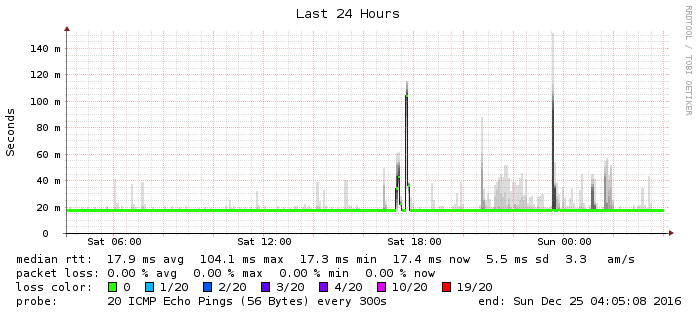 Last 24 Hours
RRDTOOL / TOBI OETIKER
Seconds
140 m
120 m
100 m
80 m
60 m
40 m
20 m
0
Sat 06:00 Sat 12:00 Sat 18:00 Sun 00:00
median rtt: 17.9 ms avg 104.1 ms max 17.3 ms min 17.4 ms now 5.5 ms sd 3.3 am/s
packet loss: 0.00 % avg 0.00 % max 0.00 % min 0.00 % now
loss color: 0 1/20 2/20 3/20 4/20 10/20 19/20
probe: 20 ICMP Echo Pings (56 Bytes) every 300s end: Sun Dec 25 04:05:08 2016